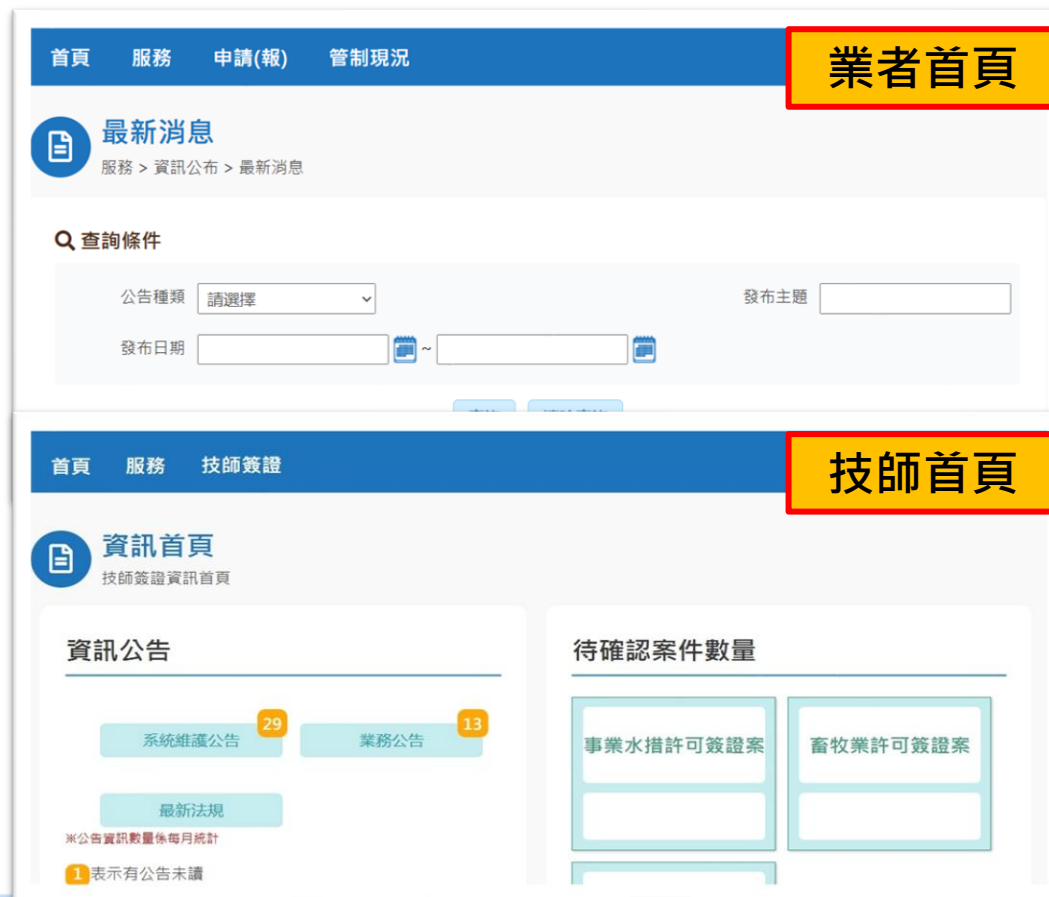 首頁 服務 申請(報) 管制現況
業者首頁
最新消息
服務 > 資訊公布 > 最新消息
查詢條件
公告種類 請選擇 發布主題
發布日期 ~
首頁 服務 技師簽證
技師首頁
資訊首頁
技師簽證資訊首頁
資訊公告
系統維護公告 29
業務公告 13
最新法規
※公告資訊數量係每月統計
1 表示有公告未讀
待確認案件數量
事業水措許可簽證案
畜牧業許可簽證案